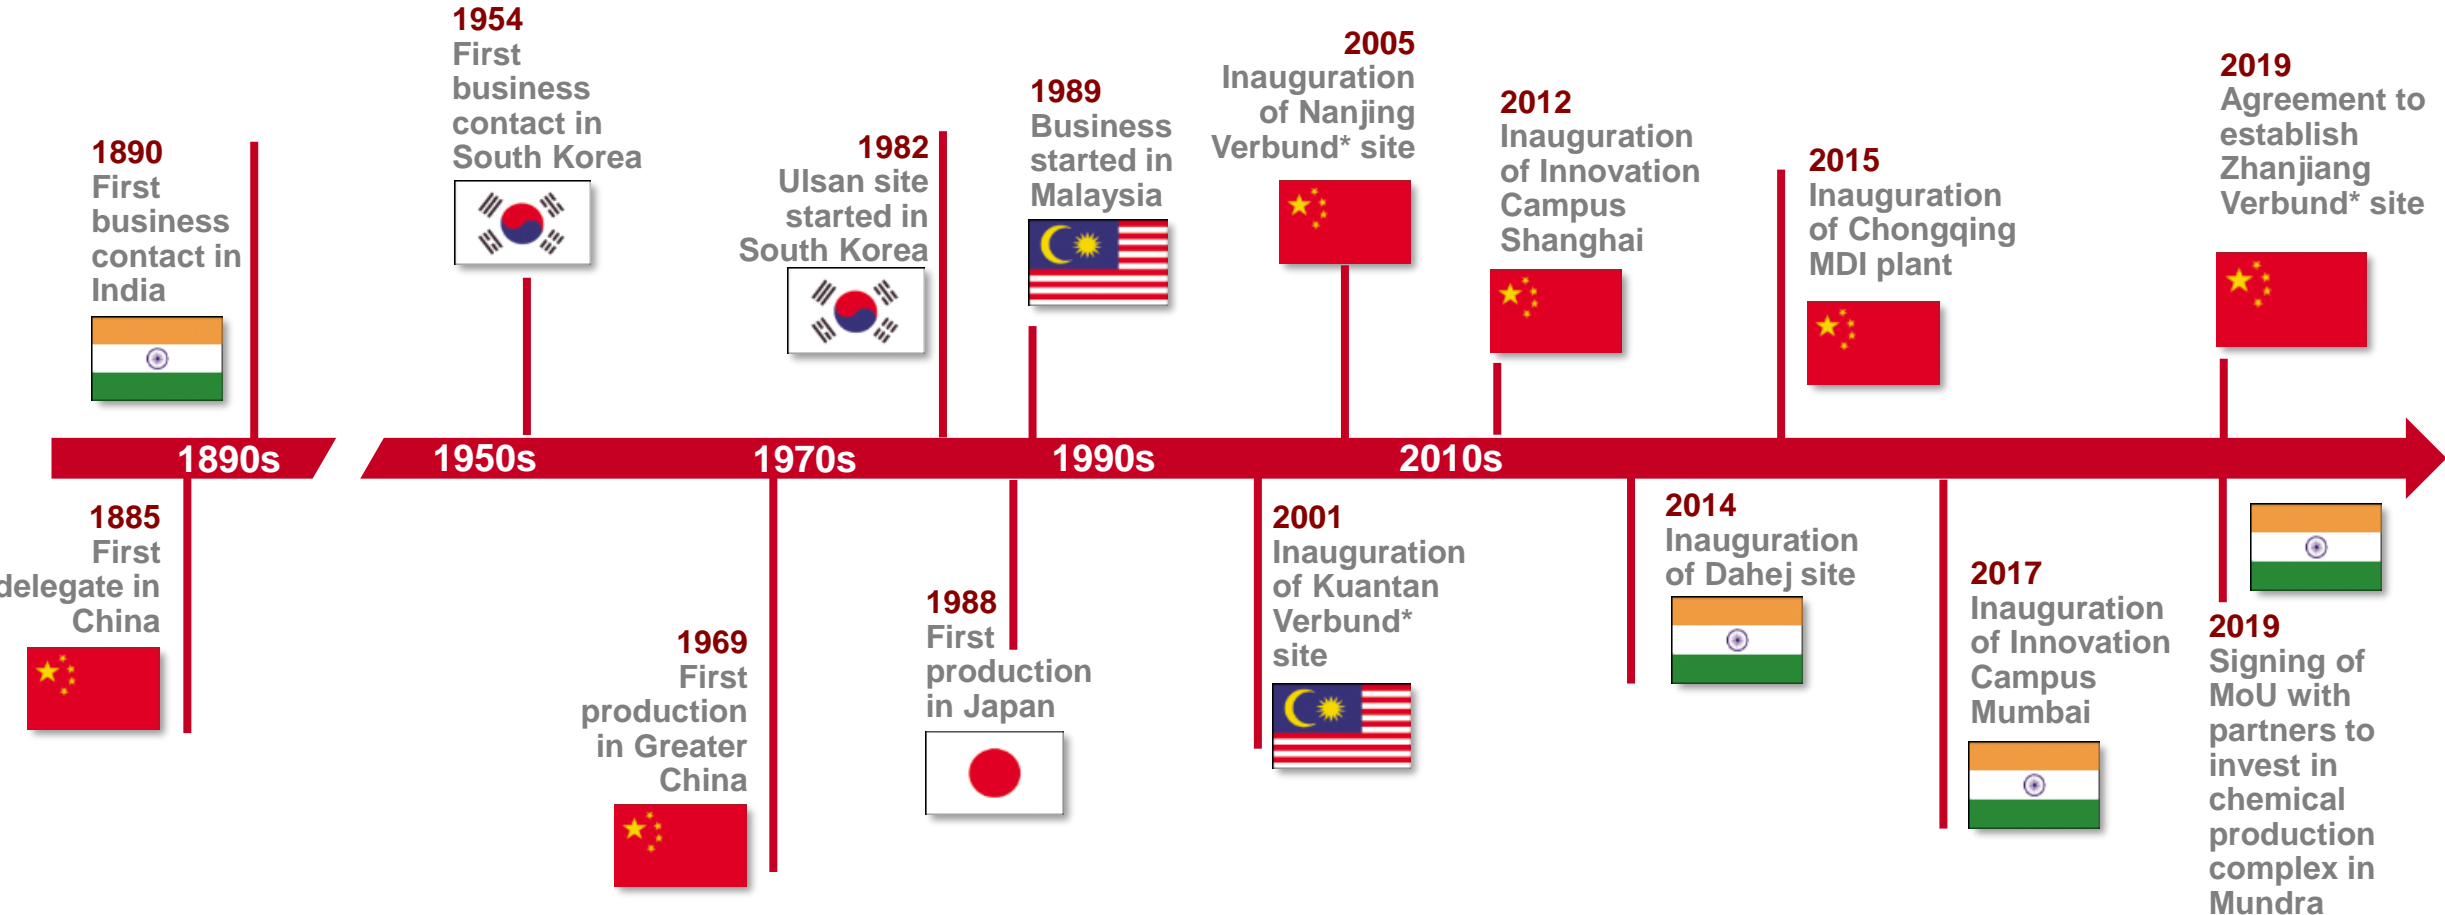 1954
First
business
contact in
South Korea
2005
Inauguration
of Nanjing
Verbund* site
2019
Agreement to
establish
Zhanjiang
Verbund* site
1989
Business
started in
Malaysia
2012
Inauguration
of Innovation
Campus
Shanghai
1890
First
business
contact in
India
1982
Ulsan site
started in
South Korea
2015
Inauguration
of Chongqing
MDI plant
1890s
1950s
1970s
1990s
2010s
1885
First
delegate in
China
1969
First
production
in Greater
China
1988
First
production
in Japan
2001
Inauguration
of Kuantan
Verbund*
site
2014
Inauguration
of Dahej site
2017
Inauguration
of Innovation
Campus
Mumbai
2019
Signing of
MoU with
partners to
invest in
chemical
production
complex in
Mundra